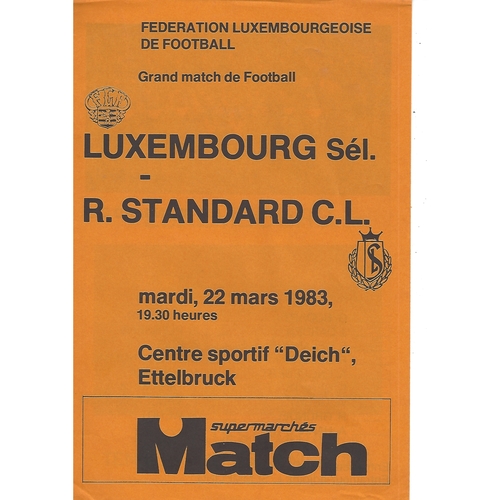 FEDERATION LUXEMBOURGEOISE
DE FOOTBALL
Grand match de Football
LUXEMBOURG Sél.
-
R. STANDARD C.L.
mardi, 22 mars 1983,
19.30 heures
Centre sportif “Deich“,
Ettelbruck
supermarchés
Match